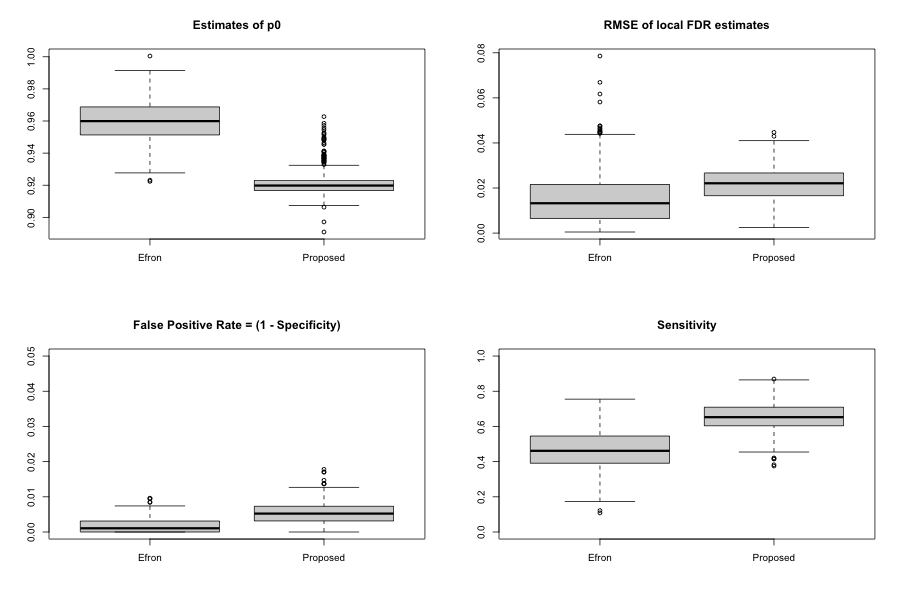 Estimates of p0
1.00
0.98
0.96
0.94
0.92
0.90
Efron
Proposed
RMSE of local FDR estimates
0.08
0.06
0.04
0.02
0.00
Efron
Proposed
False Positive Rate = (1 - Specificity)
0.05
0.04
0.03
0.02
0.01
0.00
Efron
Proposed
Sensitivity
1.0
0.8
0.6
0.4
0.2
0.0
Efron
Proposed